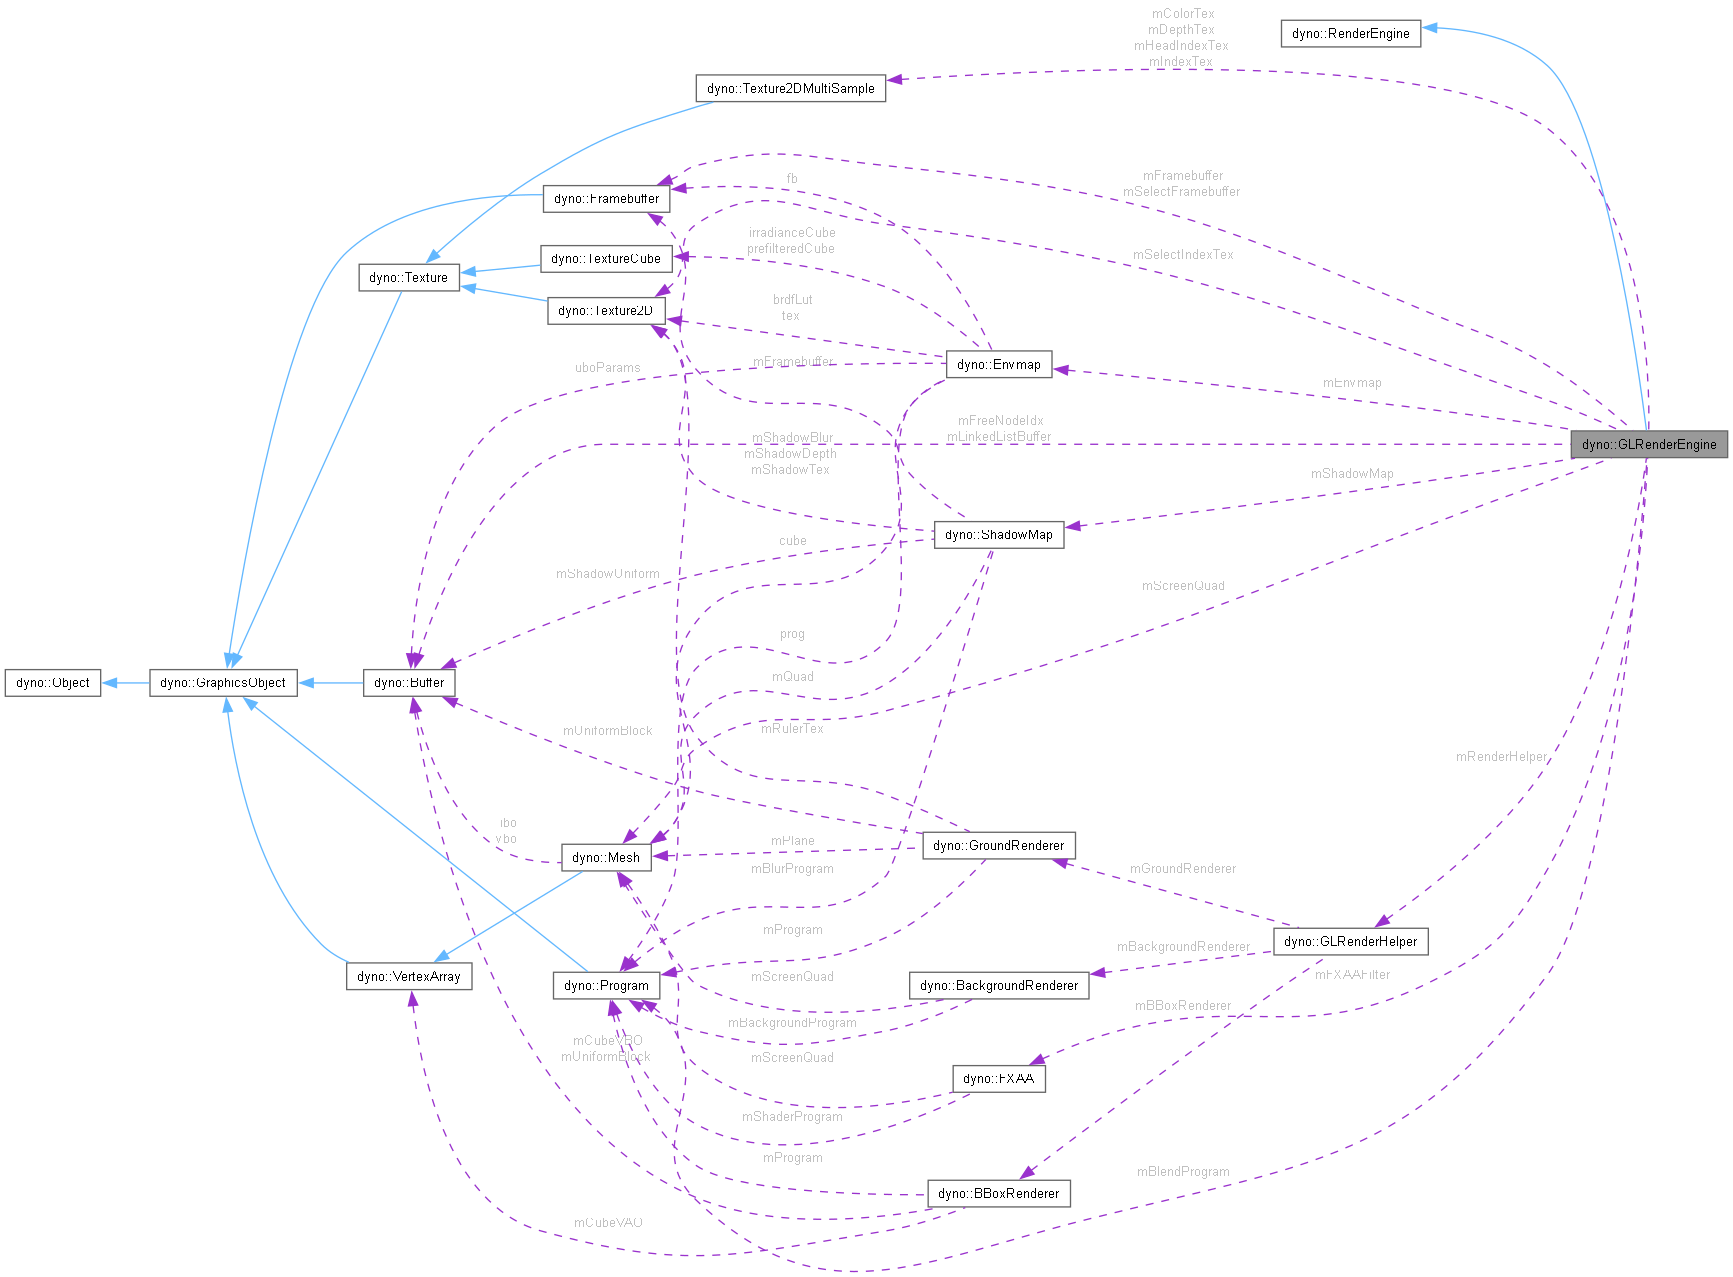 mColorTex
mDepthTex
mHeadIndexTex
mIndexTex
dyno::RenderEngine
dyno::Texture2DMultiSample
mFramebuffer
mSelectFramebuffer
fb
dyno::Framebuffer
irradianceCube
prefilteredCube
mSelectIndexTex
dyno::TextureCube
dyno::Texture
brdfLut
tex
dyno::Texture2D
uboParams
mFramebuffer
dyno::Envmap
mEnvmap
mFreeNodeIdx
mLinkedListBuffer
mShadowBlur
mShadowDepth
mShadowTex
dyno::GLRenderEngine
mShadowMap
dyno::ShadowMap
cube
mShadowUniform
mScreenQuad
prog
mQuad
dyno::Object
dyno::GraphicsObject
dyno::Buffer
mUniformBlock
mRulerTex
mRenderHelper
ibo
vbo
mPlane
dyno::GroundRenderer
dyno::Mesh
mBlurProgram
mGroundRenderer
mProgram
dyno::GLRenderHelper
mBackgroundRenderer
dyno::VertexArray
dyno::Program
mScreenQuad
dyno::BackgroundRenderer
mFXAAFilter
mBBoxRenderer
mBackgroundProgram
mCubeVBO
mUniformBlock
mScreenQuad
dyno::FXAA
mShaderProgram
mProgram
mBlendProgram
dyno::BBoxRenderer
mCubeVAO